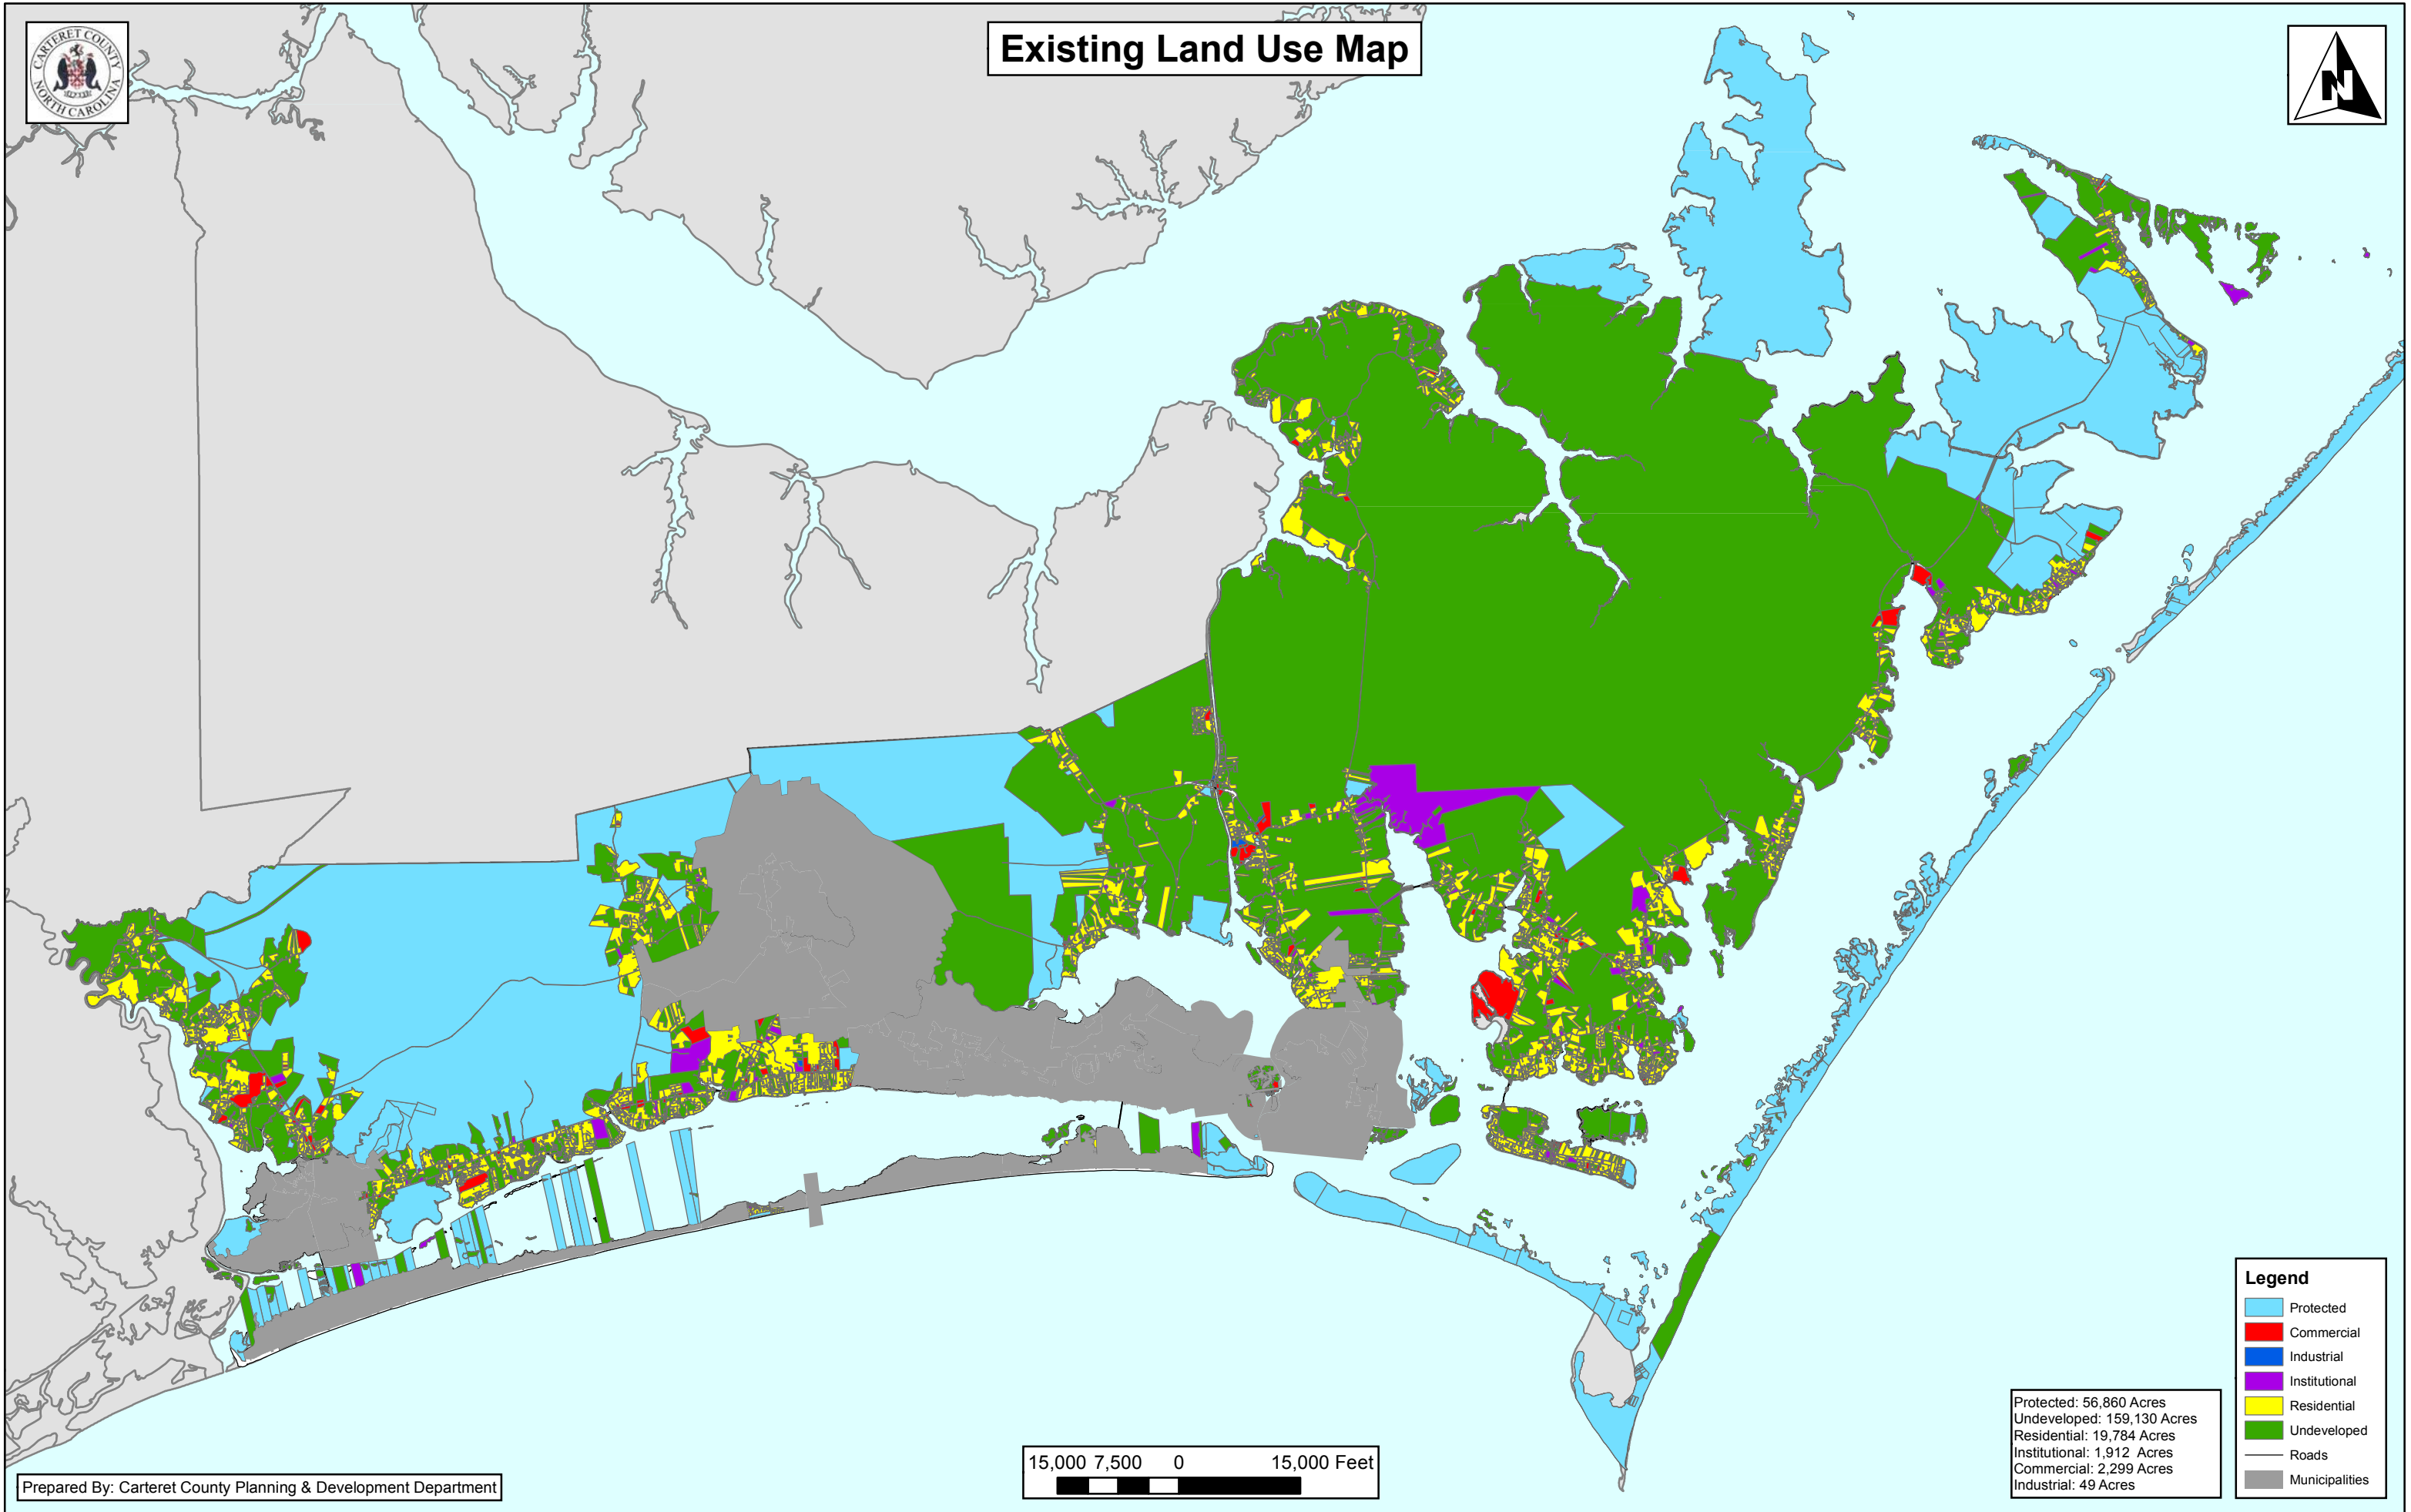 CARTERET COUNTY
NORTH CAROLINA
Existing Land Use Map
N
Legend
Protected
Commercial
Industrial
Institutional
Residential
Undeveloped
Roads
Municipalities
Protected: 56,860 Acres
Undeveloped: 159,130 Acres
Residential: 19,784 Acres
Institutional: 1,912 Acres
Commercial: 2,299 Acres
Industrial: 49 Acres
15,000 7,500 0 15,000 Feet
Prepared By: Carteret County Planning & Development Department